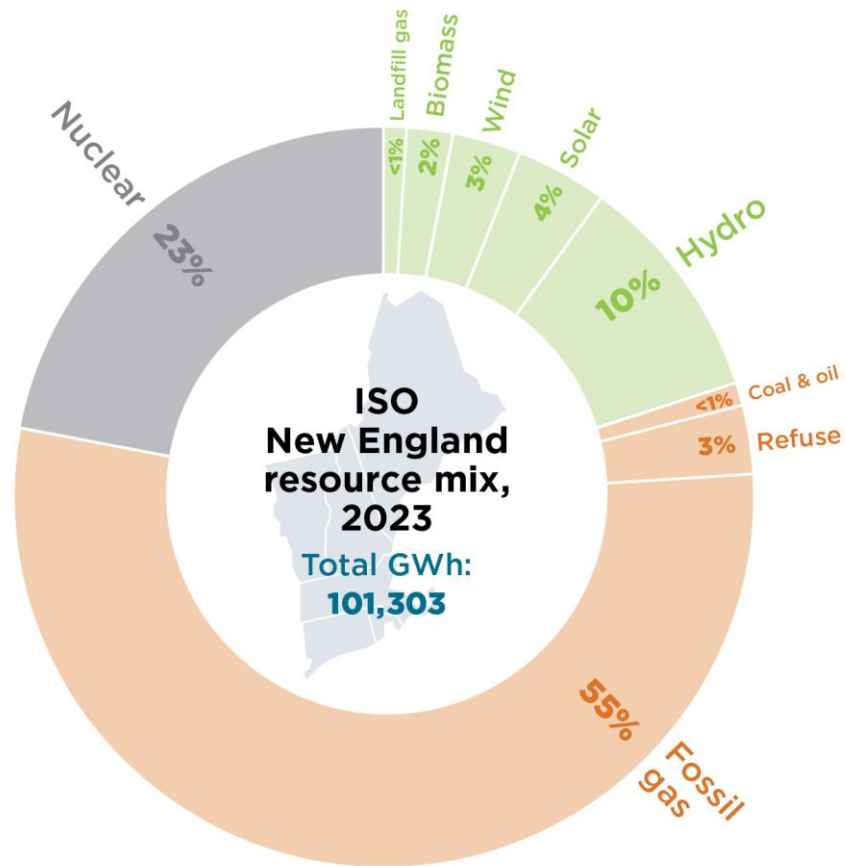 Landfill gas
<1%
Biomass
2%
Wind
3%
Solar
4%
Hydro
10%
Coal & oil
<1%
Refuse
3%
Fossil
gas
55%
Nuclear
23%
ISO
New England
resource mix,
2023
Total GWh:
101,303